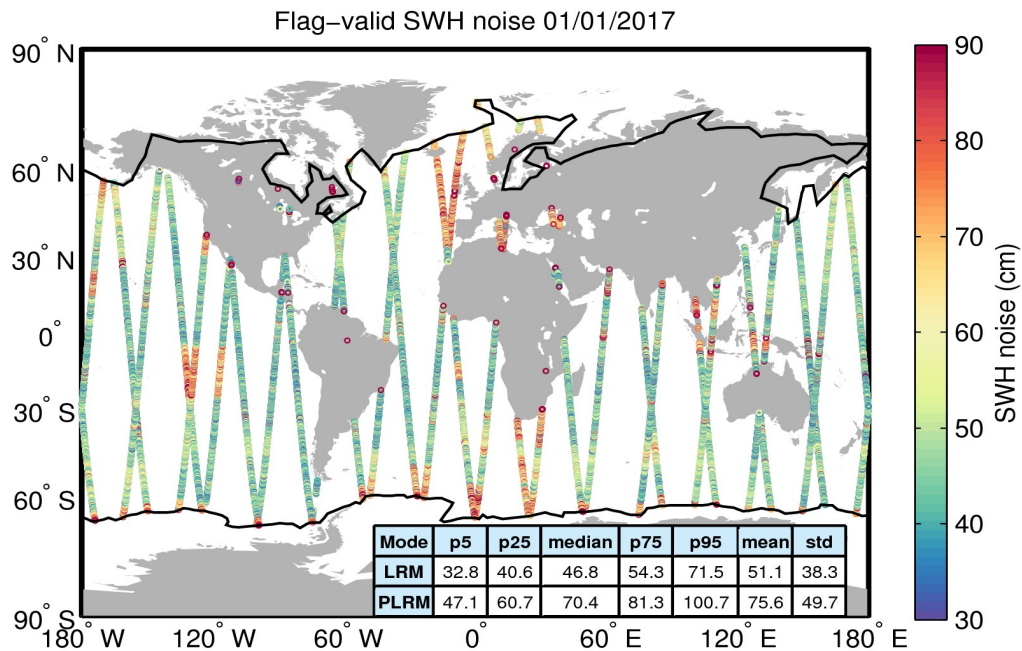 Flag−valid SWH noise 01/01/2017
90° N
60° N
30° N
0°
30° S
60° S
90° S
180° W
120° W
60° W
0°
60° E
120° E
180° E
Mode p5 p25 median p75 p95 mean std
LRM 32.8 40.6 46.8 54.3 71.5 51.1 38.3
PLRM 47.1 60.7 70.4 81.3 100.7 75.6 49.7
90
80
70
60
50
40
30
SWH noise (cm)